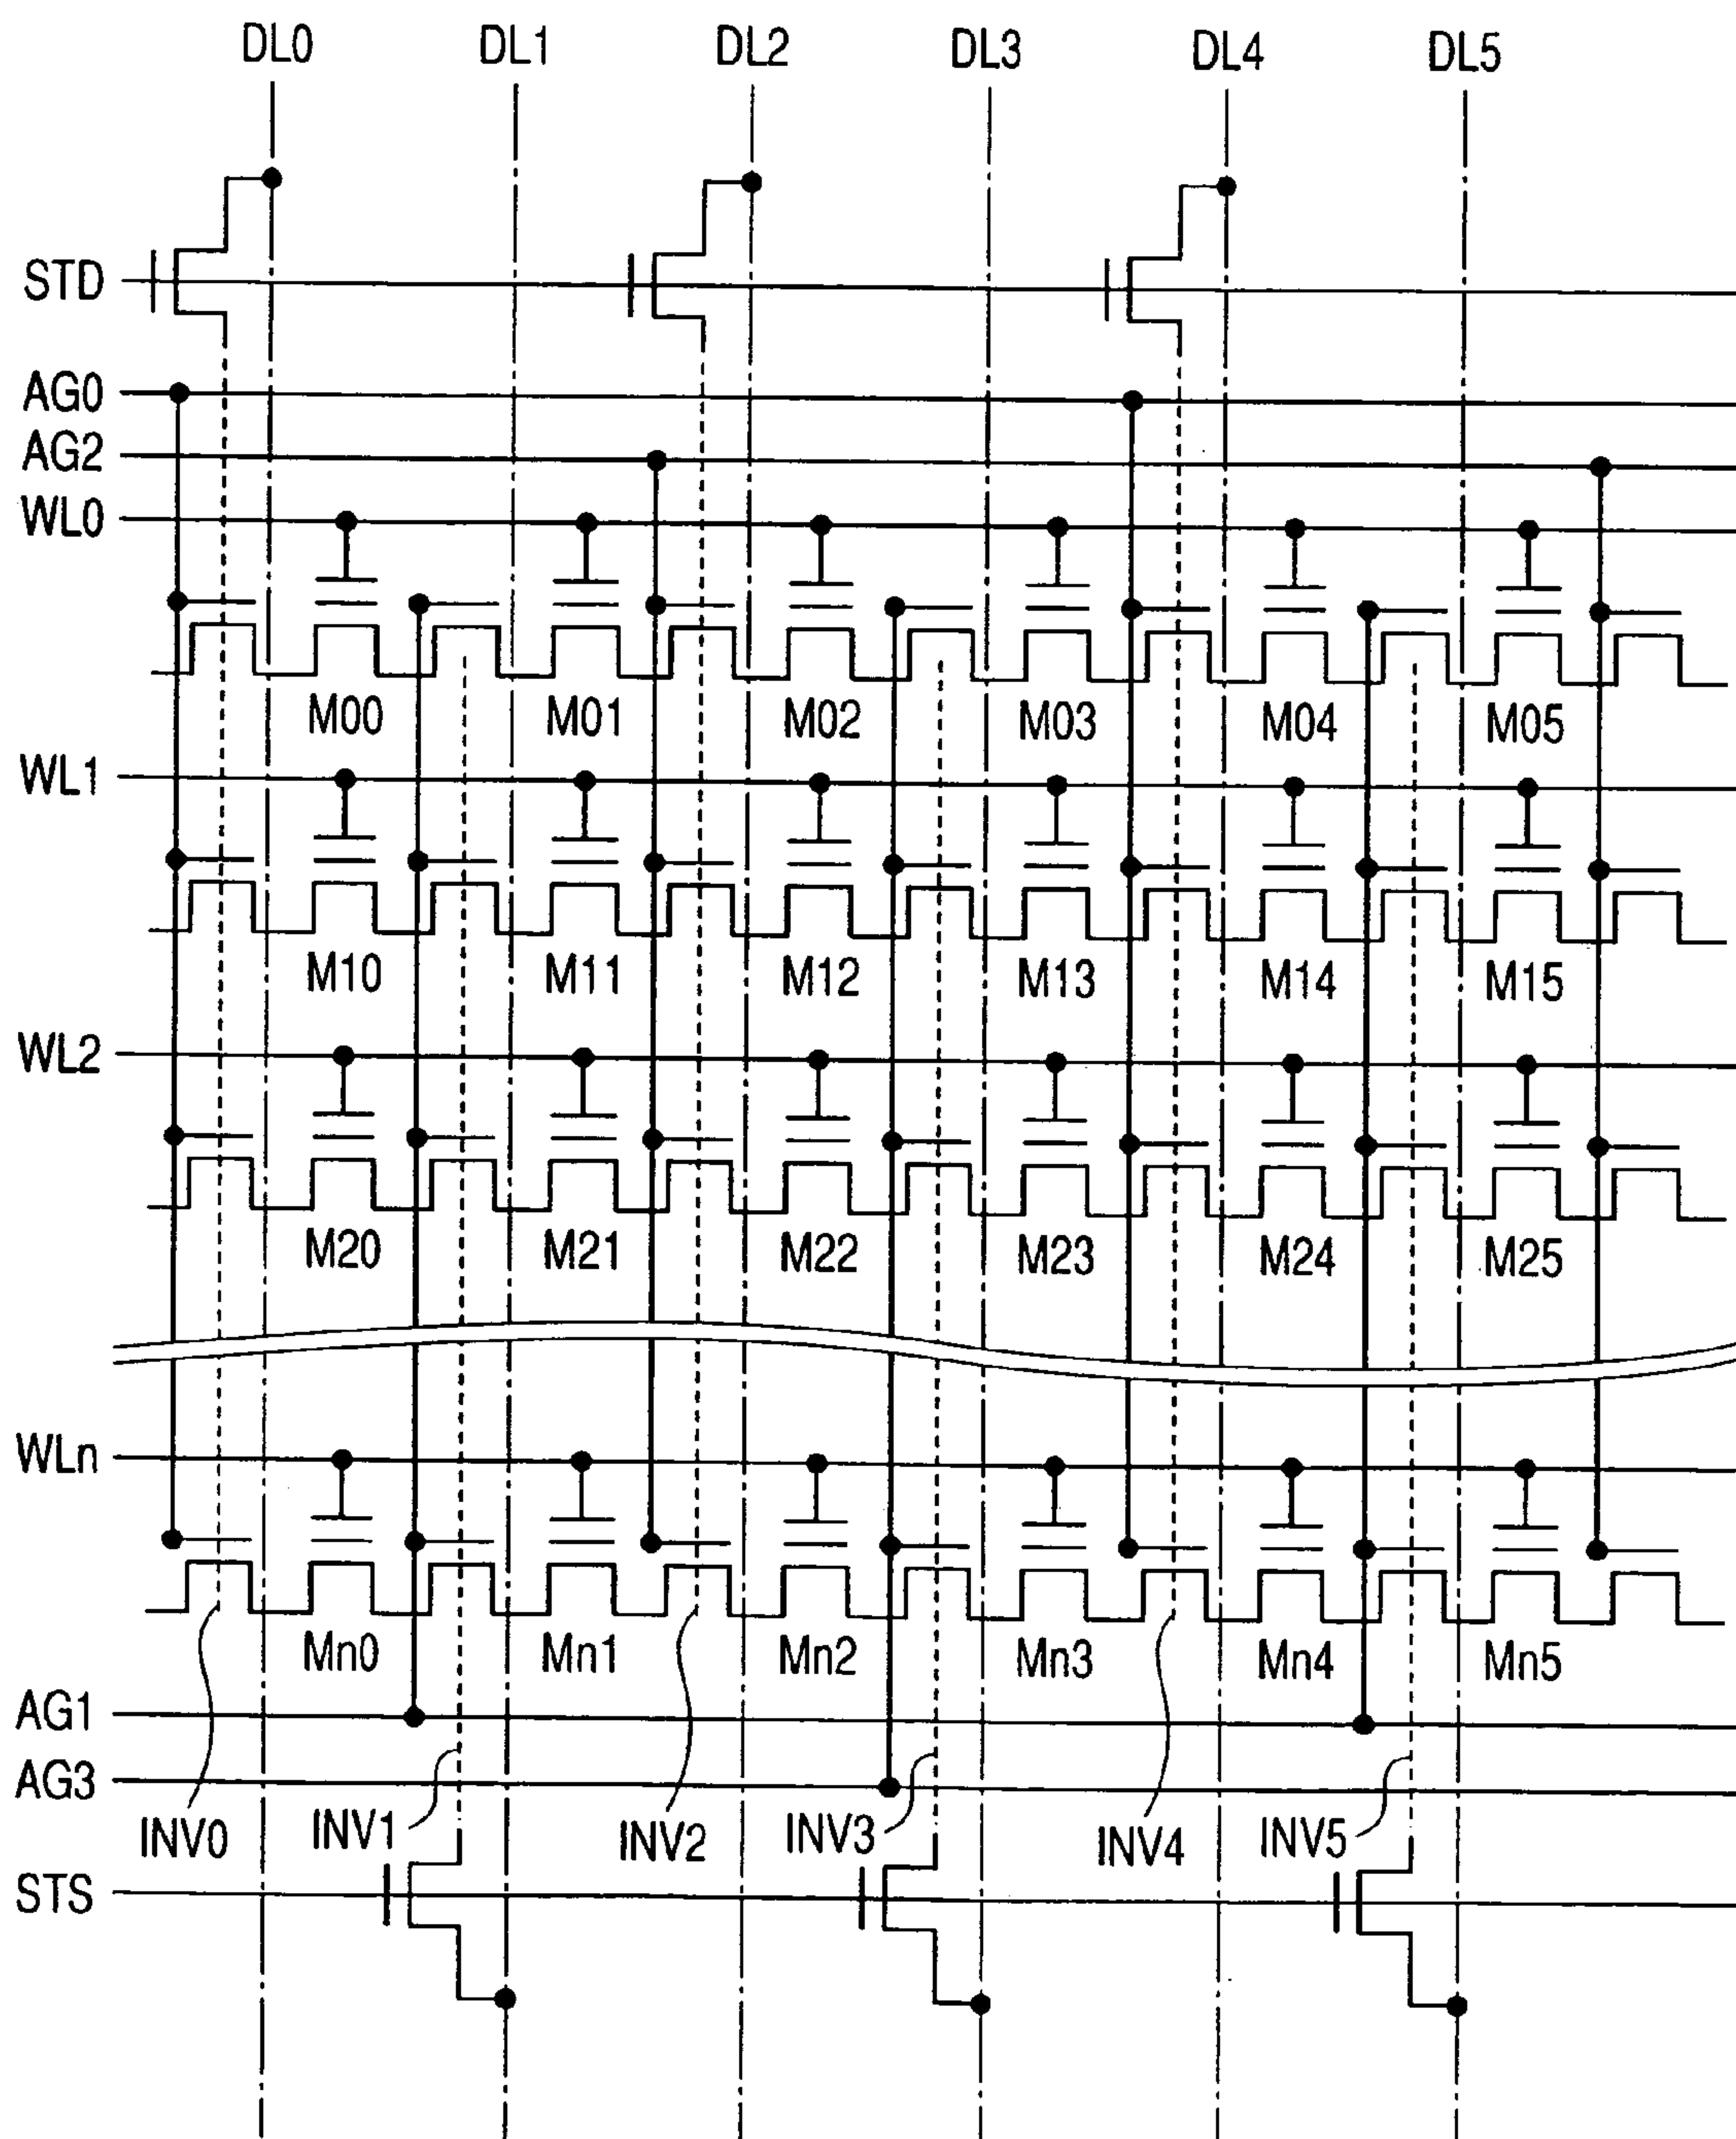 DL0 DL1 DL2 DL3 DL4 DL5
STD
AG0
AG2
WL0
M00 M01 M02 M03 M04 M05
WL1
M10 M11 M12 M13 M14 M15
WL2
M20 M21 M22 M23 M24 M25
WLn
Mn0 Mn1 Mn2 Mn3 Mn4 Mn5
AG1
AG3
INV0 INV1 INV2 INV3 INV4 INV5
STS